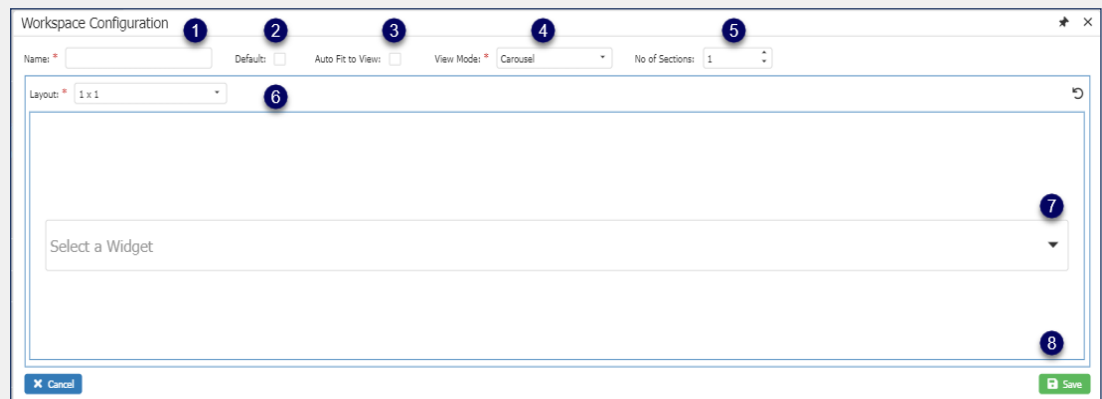 Workspace Configuration
1 2 3 4 5
Name: * Default: Auto Fit to View: View Mode: * Carousel No of Sections: 1
Layout: * 1 x 1 6
7
Select a Widget
8
Cancel Save